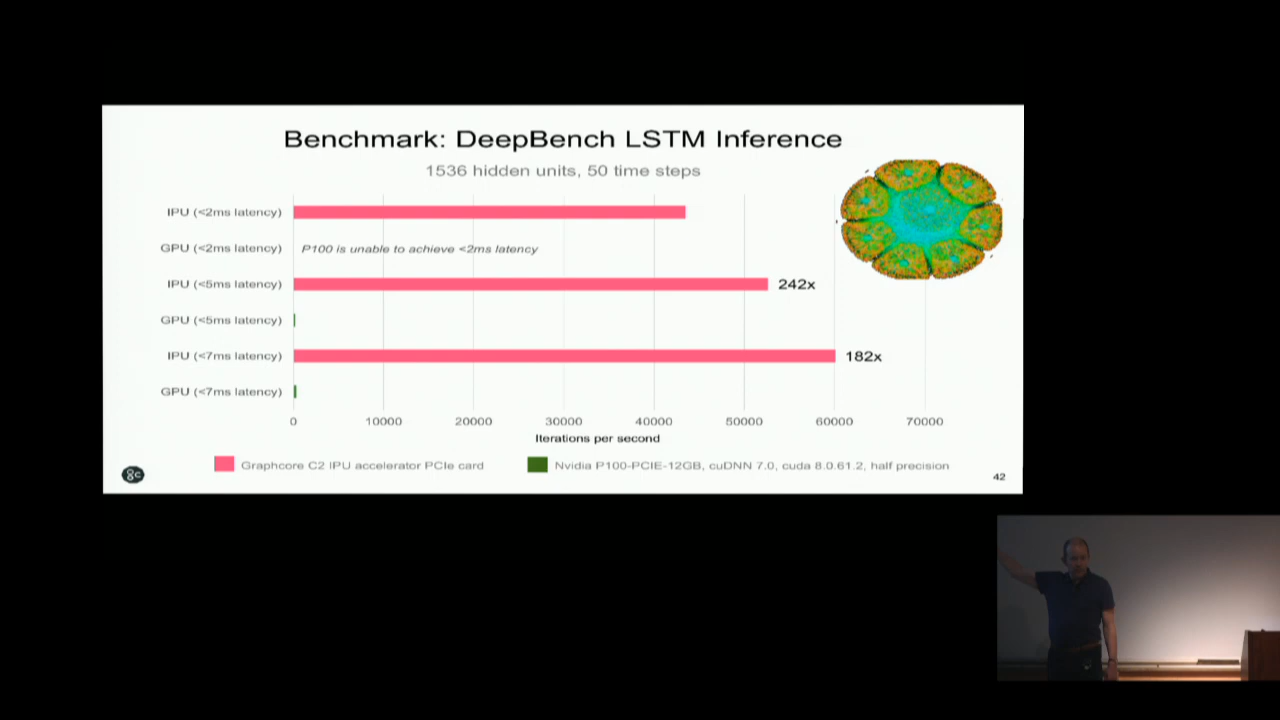 Benchmark: DeepBench LSTM Inference
1536 hidden units, 50 time steps
IPU (<2ms latency)
GPU (<2ms latency) P100 is unable to achieve <2ms latency
IPU (<5ms latency) 242x
GPU (<5ms latency)
IPU (<7ms latency) 182x
GPU (<7ms latency)
0 10000 20000 30000 40000 50000 60000 70000
Iterations per second
Graphcore C2 IPU accelerator PCIe card Nvidia P100-PCIE-12GB, cuDNN 7.0, cuda 8.0.61.2, half precision
42